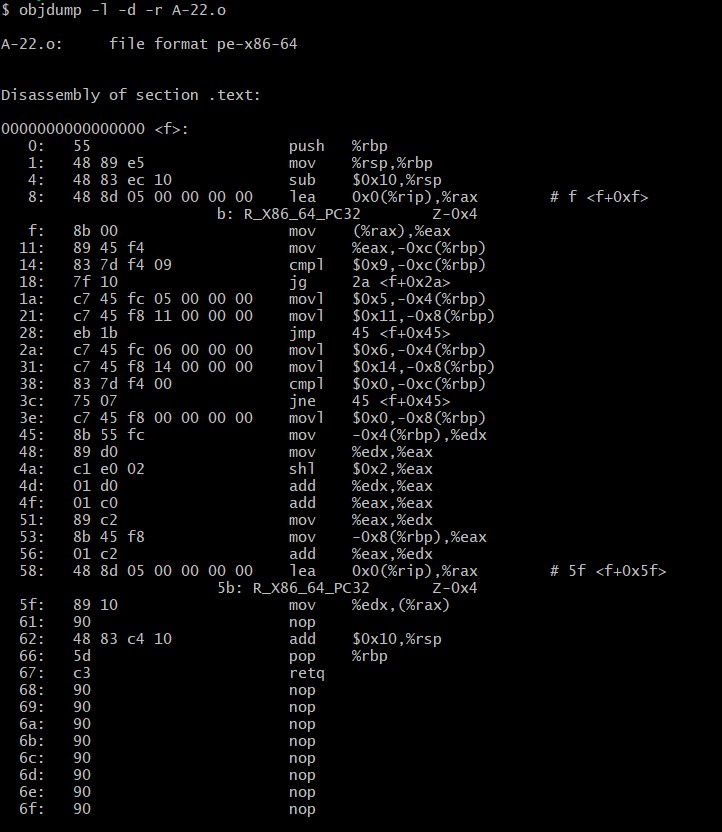 $ objdump -l -d -r A-22.o
A-22.o:     file format pe-x86-64
Disassembly of section .text:
0000000000000000 <f>:
   0:   55                      push   %rbp
   1:   48 89 e5                mov    %rsp,%rbp
   4:   48 83 ec 10             sub    $0x10,%rsp
   8:   48 8d 05 00 00 00 00    lea    0x0(%rip),%rax        # f <f+0xf>
                        b: R_X86_64_PC32        Z-0x4
   f:   8b 00                   mov    (%rax),%eax
  11:   89 45 f4                mov    %eax,-0xc(%rbp)
  14:   83 7d f4 09             cmpl   $0x9,-0xc(%rbp)
  18:   7f 10                   jg     2a <f+0x2a>
  1a:   c7 45 fc 05 00 00 00    movl   $0x5,-0x4(%rbp)
  21:   c7 45 f8 11 00 00 00    movl   $0x11,-0x8(%rbp)
  28:   eb 1b                   jmp    45 <f+0x45>
  2a:   c7 45 fc 06 00 00 00    movl   $0x6,-0x4(%rbp)
  31:   c7 45 f8 14 00 00 00    movl   $0x14,-0x8(%rbp)
  38:   83 7d f4 00             cmpl   $0x0,-0xc(%rbp)
  3c:   75 07                   jne    45 <f+0x45>
  3e:   c7 45 f8 00 00 00 00    movl   $0x0,-0x8(%rbp)
  45:   8b 55 fc                mov    -0x4(%rbp),%edx
  48:   89 d0                   mov    %edx,%eax
  4a:   c1 e0 02                shl    $0x2,%eax
  4d:   01 d0                   add    %edx,%eax
  4f:   01 c0                   add    %eax,%eax
  51:   89 c2                   mov    %eax,%edx
  53:   8b 45 f8                mov    -0x8(%rbp),%eax
  56:   01 c2                   add    %eax,%edx
  58:   48 8d 05 00 00 00 00    lea    0x0(%rip),%rax        # 5f <f+0x5f>
                        5b: R_X86_64_PC32       Z-0x4
  5f:   89 10                   mov    %edx,(%rax)
  61:   90                      nop
  62:   48 83 c4 10             add    $0x10,%rsp
  66:   5d                      pop    %rbp
  67:   c3                      retq
  68:   90                      nop
  69:   90                      nop
  6a:   90                      nop
  6b:   90                      nop
  6c:   90                      nop
  6d:   90                      nop
  6e:   90                      nop
  6f:   90                      nop